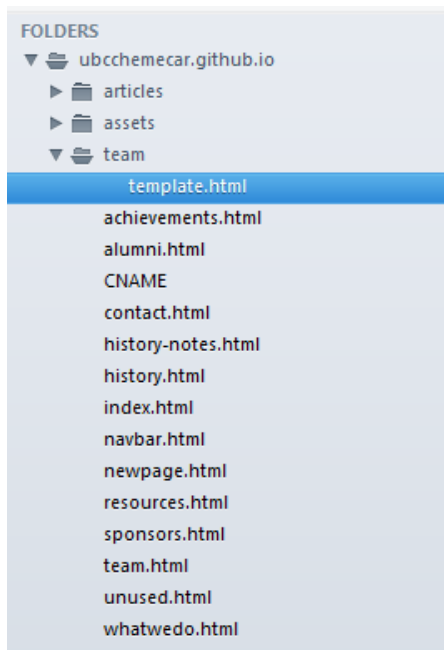 FOLDERS
ubcchemecar.github.io
articles
assets
team
template.html
achievements.html
alumni.html
CNAME
contact.html
history-notes.html
history.html
index.html
navbar.html
newpage.html
resources.html
sponsors.html
team.html
unused.html
whatwedo.html